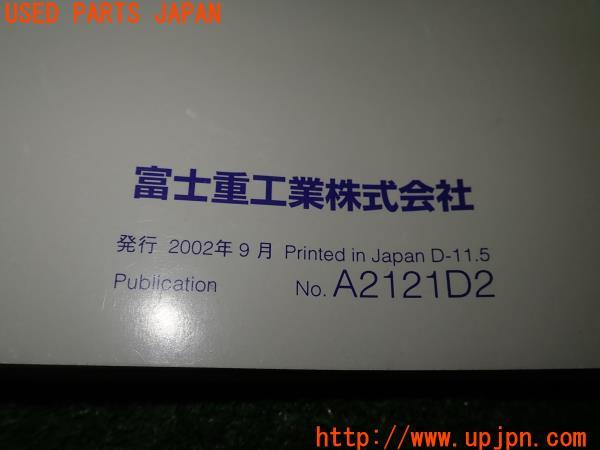 USED PARTS JAPAN
富士重工業株式会社
発行 2002年9月 Printed in Japan D-11.5
Publication No. A2121D2
http://www.upjpn.com